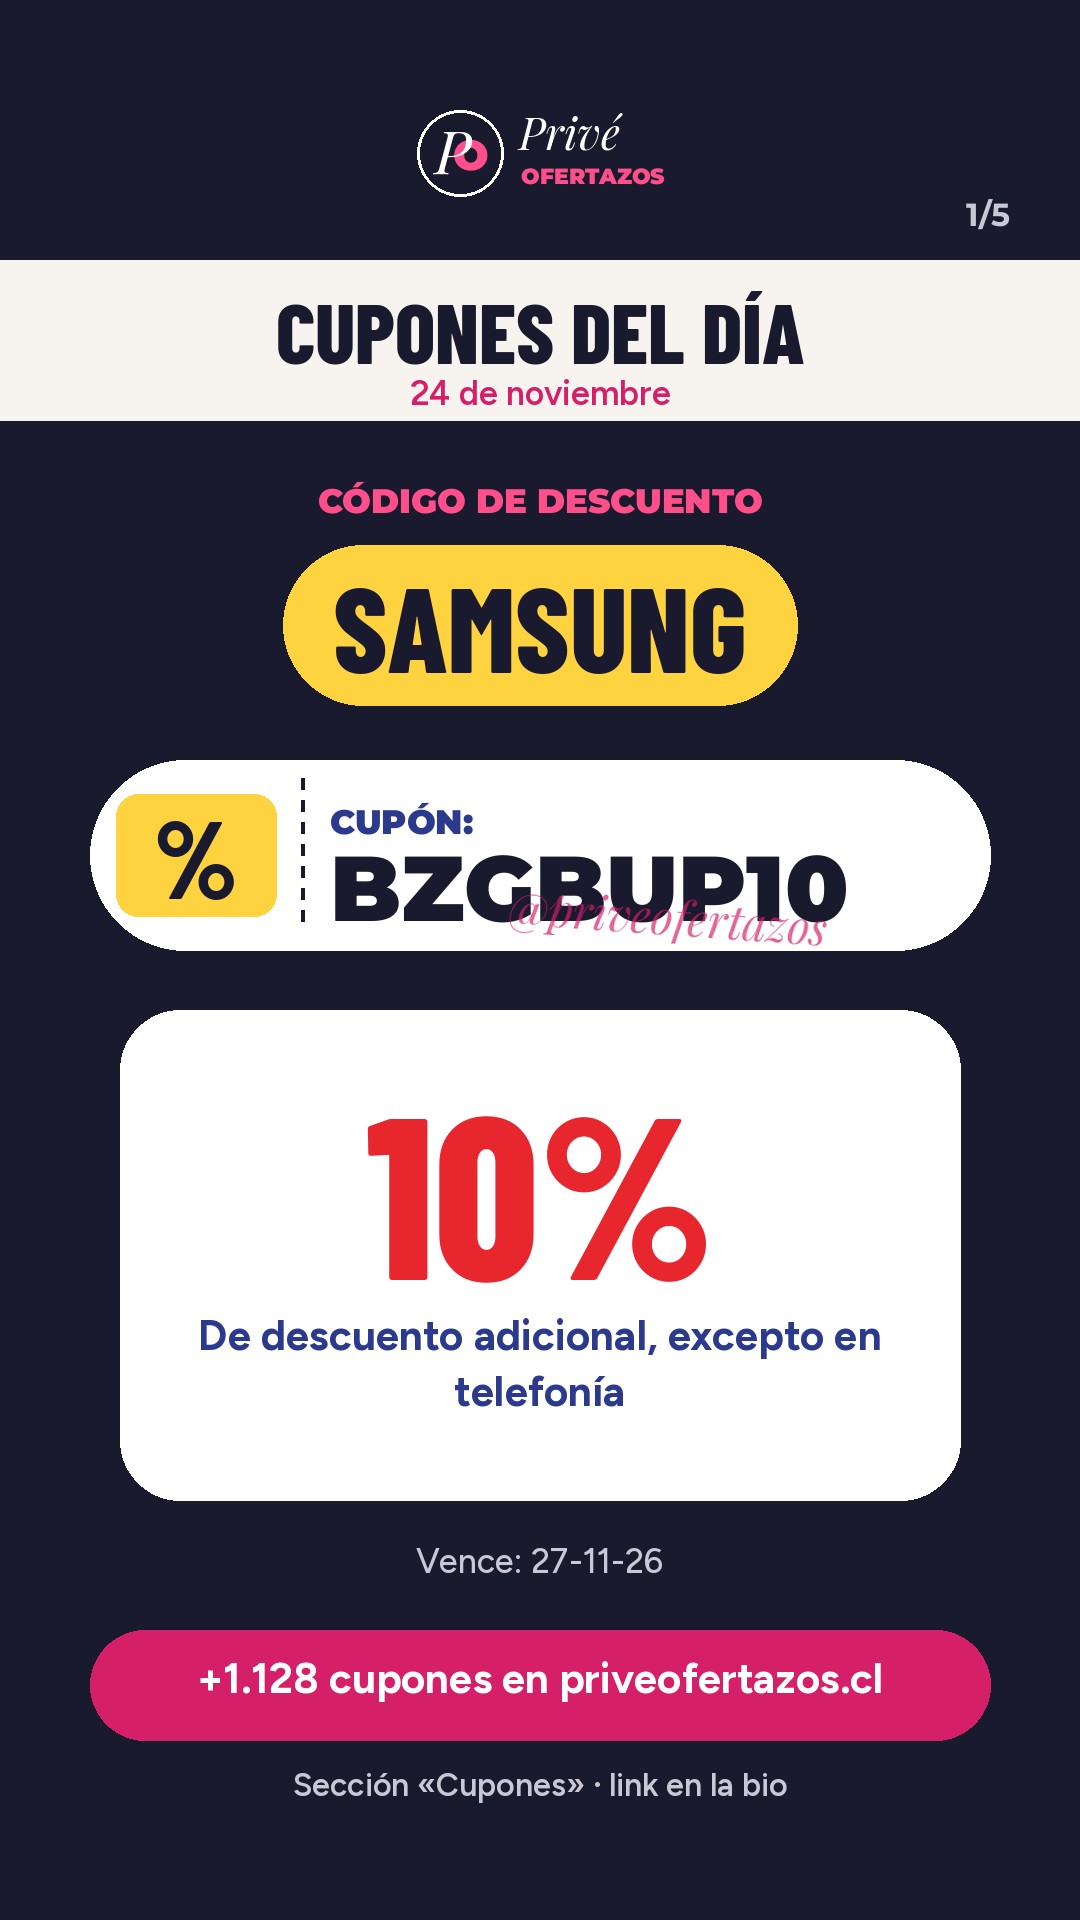 Po
Privé
OFERTAZOS
1/5
CUPONES DEL DÍA
24 de noviembre
CÓDIGO DE DESCUENTO
SAMSUNG
%
CUPÓN:
BZGBUP10
@priveofertazos
10%
De descuento adicional, excepto en
telefonía
Vence: 27-11-26
+1.128 cupones en priveofertazos.cl
Sección «Cupones» · link en la bio